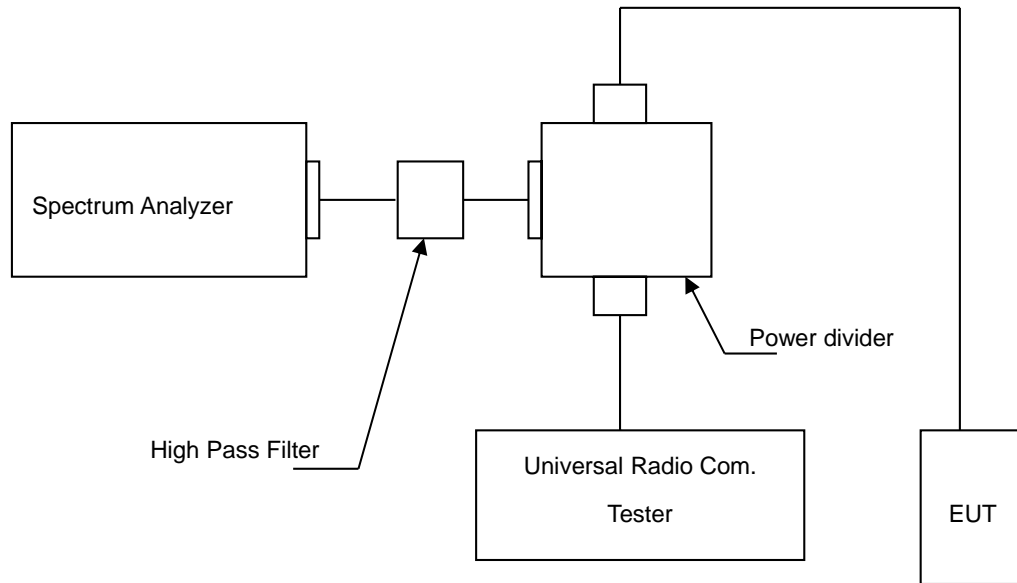 Spectrum Analyzer
Power divider
High Pass Filter
Universal Radio Com.
Tester
EUT